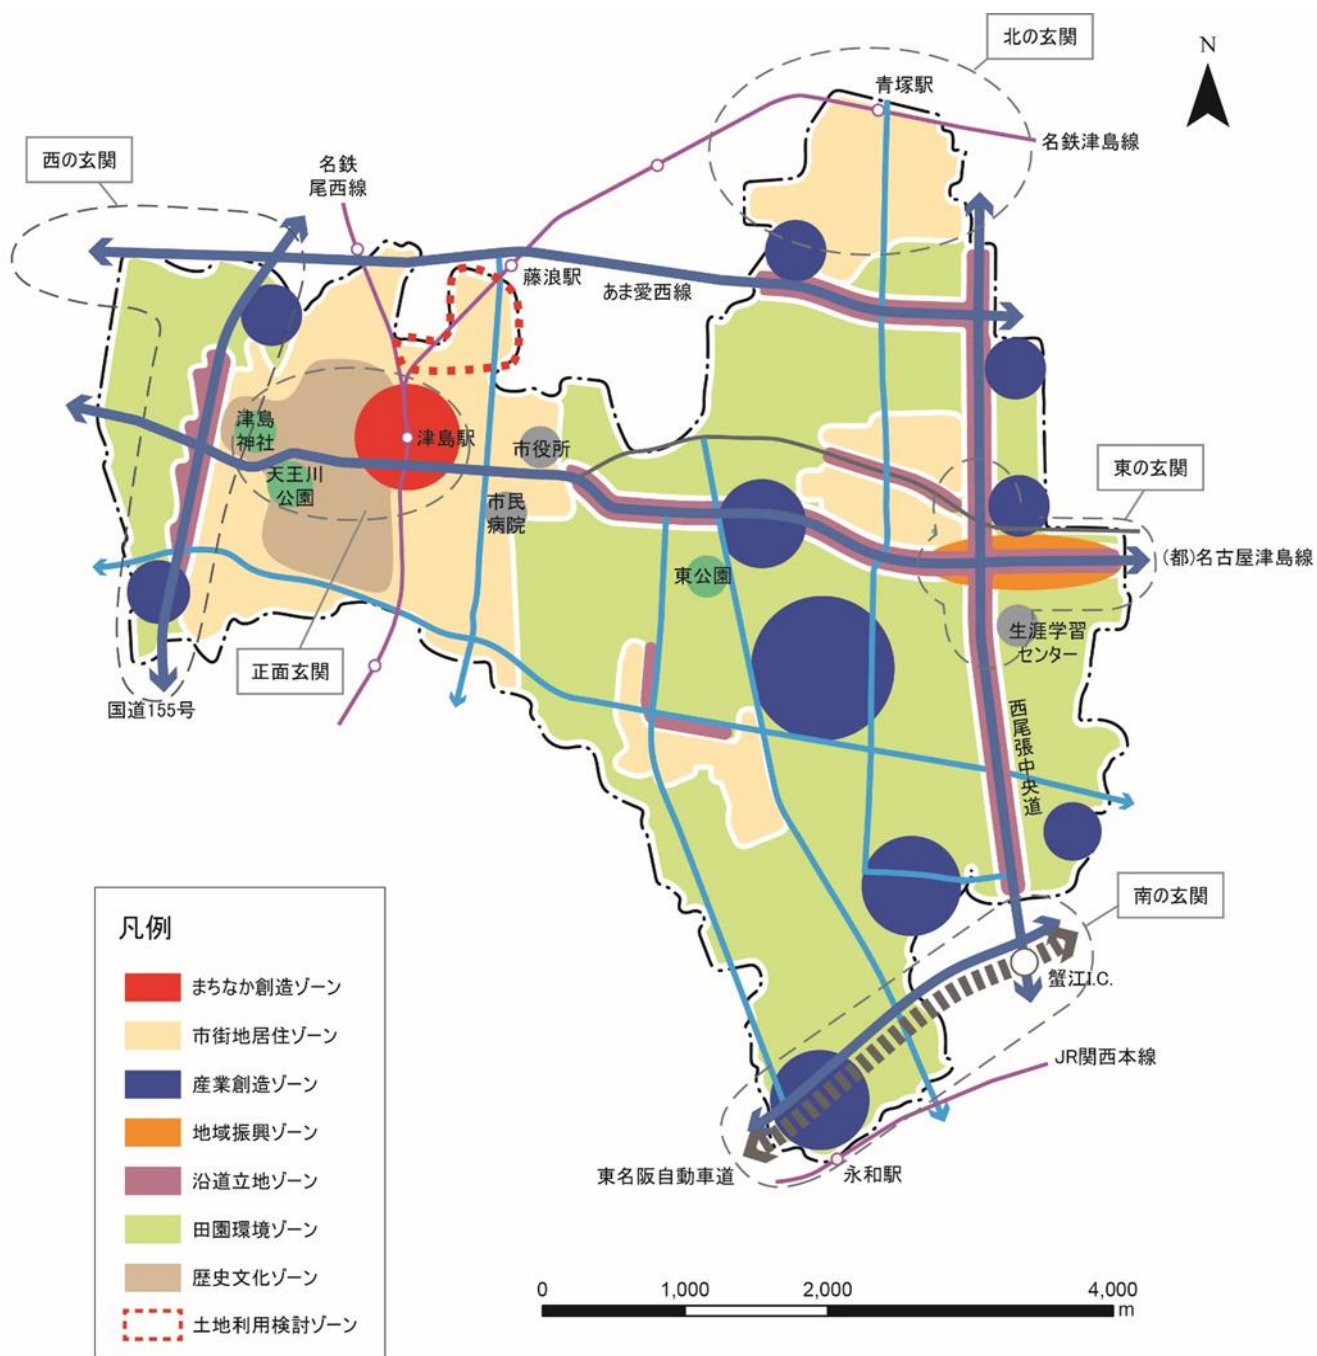 北の玄関
N
青塚駅
名鉄津島線
西の玄関
名鉄
尾西線
藤浪駅
あま愛西線
津島
神社
津島駅
市役所
天王川
公園
市民
病院
東の玄関
(都)名古屋津島線
東公園
生涯学習
センター
正面玄関
国道155号
西尾張中央道
南の玄関
蟹江I.C.
JR関西本線
東名阪自動車道
永和駅
凡例
まちなか創造ゾーン
市街地居住ゾーン
産業創造ゾーン
地域振興ゾーン
沿道立地ゾーン
田園環境ゾーン
歴史文化ゾーン
土地利用検討ゾーン
0 1,000 2,000 4,000
m